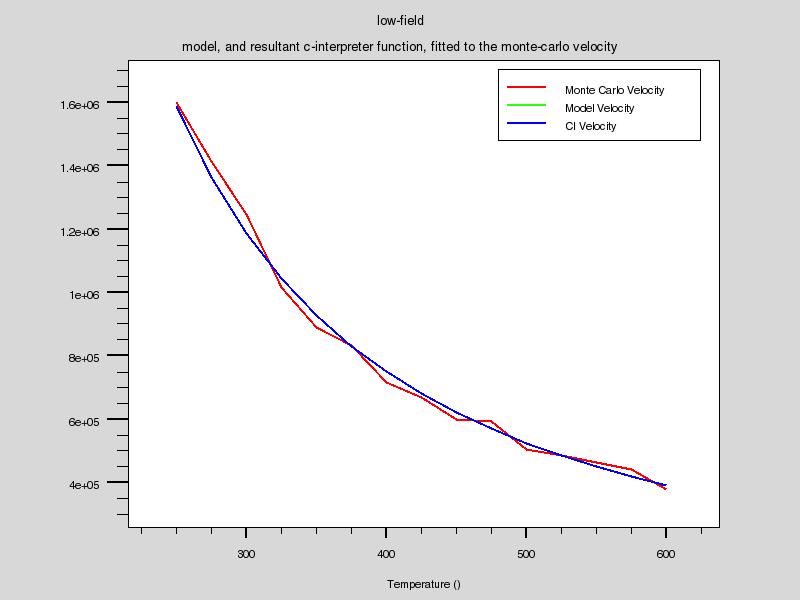 low-field
model, and resultant c-interpreter function, fitted to the monte-carlo velocity
Monte Carlo Velocity
Model Velocity
CI Velocity
1.6e+06
1.4e+06
1.2e+06
1e+06
8e+05
6e+05
4e+05
300 400 500 600
Temperature ()